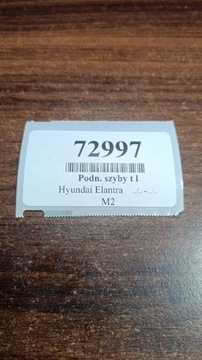 72997
Podn. szyby t l
Hyundai Elantra ../.. - ../..
M2